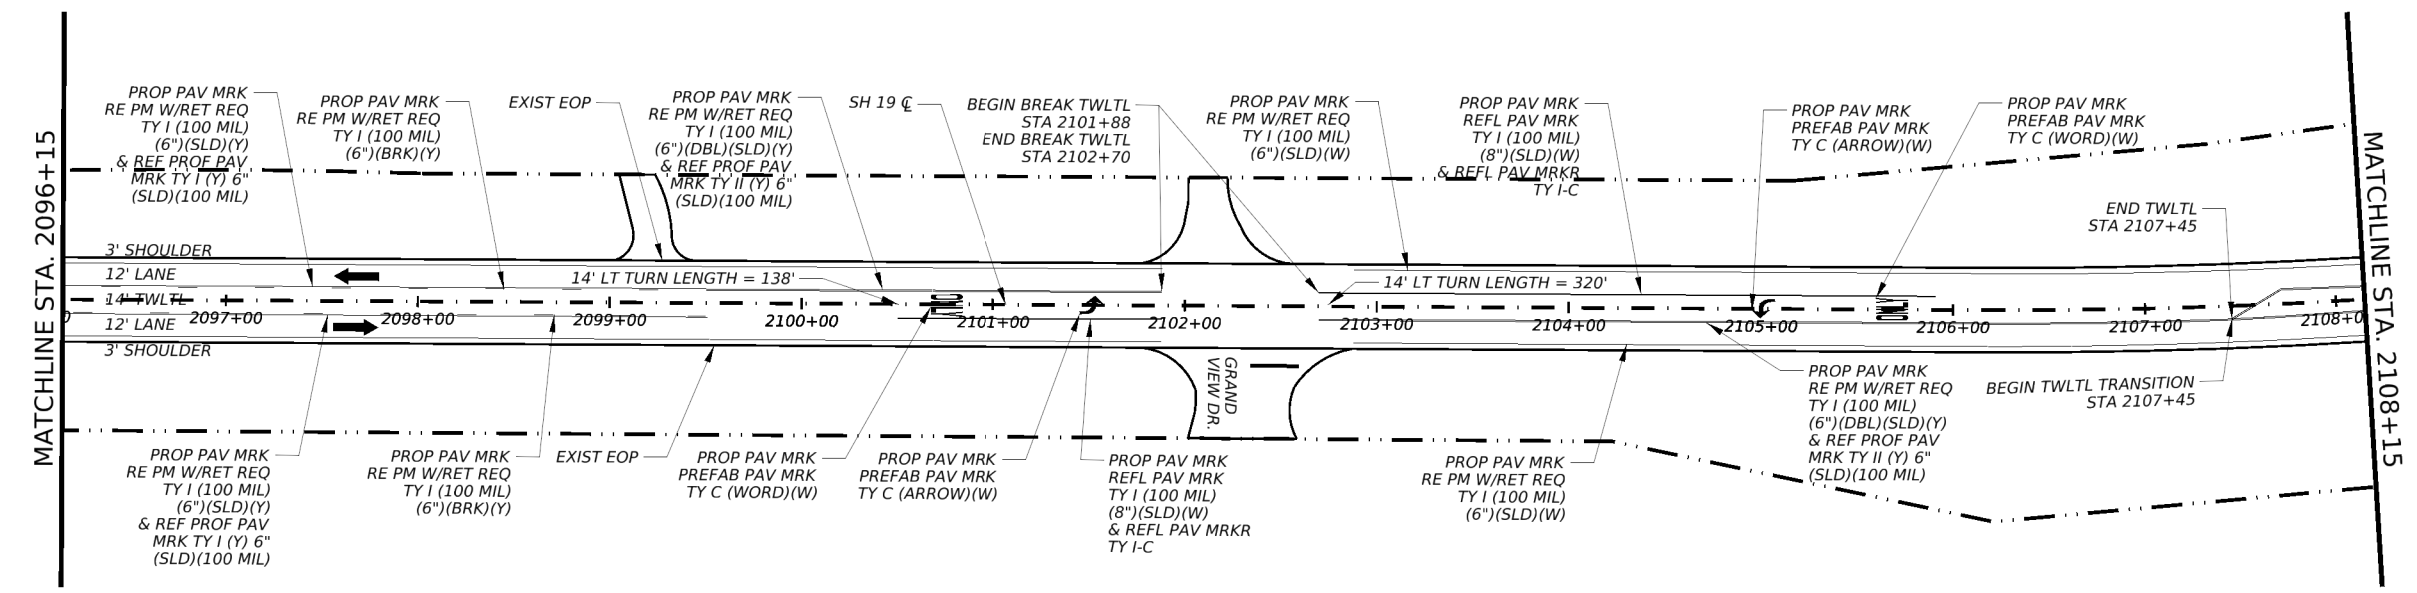 MATCHLINE STA. 2096+15
PROP PAV MRK
RE PM W/RET REQ
TY I (100 MIL)
(6")(SLD)(Y)
& REF PROF PAV
MRK TY I (Y) 6"
(SLD)(100 MIL)
PROP PAV MRK
RE PM W/RET REQ
TY I (100 MIL)
(6")(BRK)(Y)
EXIST EOP
PROP PAV MRK
RE PM W/RET REQ
TY I (100 MIL)
(6")(DBL)(SLD)(Y)
& REF PROF PAV
MRK TY II (Y) 6"
(SLD)(100 MIL)
SH 19 ℄
BEGIN BREAK TWLTL
STA 2101+88
END BREAK TWLTL
STA 2102+70
PROP PAV MRK
RE PM W/RET REQ
TY I (100 MIL)
(6")(SLD)(W)
PROP PAV MRK
REFL PAV MRK
TY I (100 MIL)
(8")(SLD)(W)
& REFL PAV MRKR
TY I-C
PROP PAV MRK
PREFAB PAV MRK
TY C (ARROW)(W)
PROP PAV MRK
PREFAB PAV MRK
TY C (WORD)(W)
END TWLTL
STA 2107+45
MATCHLINE STA. 2108+15
3' SHOULDER
12' LANE
14' TWLTL
12' LANE
3' SHOULDER
14' LT TURN LENGTH = 138'
14' LT TURN LENGTH = 320'
0
2097+00
2098+00
2099+00
2100+00
2101+00
2102+00
2103+00
2104+00
2105+00
2106+00
2107+00
2108+0
GRAND
VIEW DR.
PROP PAV MRK
RE PM W/RET REQ
TY I (100 MIL)
(6")(SLD)(Y)
& REF PROF PAV
MRK TY I (Y) 6"
(SLD)(100 MIL)
PROP PAV MRK
RE PM W/RET REQ
TY I (100 MIL)
(6")(BRK)(Y)
EXIST EOP
PROP PAV MRK
PREFAB PAV MRK
TY C (WORD)(W)
PROP PAV MRK
PREFAB PAV MRK
TY C (ARROW)(W)
PROP PAV MRK
REFL PAV MRK
TY I (100 MIL)
(8")(SLD)(W)
& REFL PAV MRKR
TY I-C
PROP PAV MRK
RE PM W/RET REQ
TY I (100 MIL)
(6")(SLD)(W)
PROP PAV MRK
RE PM W/RET REQ
TY I (100 MIL)
(6")(DBL)(SLD)(Y)
& REF PROF PAV
MRK TY II (Y) 6"
(SLD)(100 MIL)
BEGIN TWLTL TRANSITION
STA 2107+45